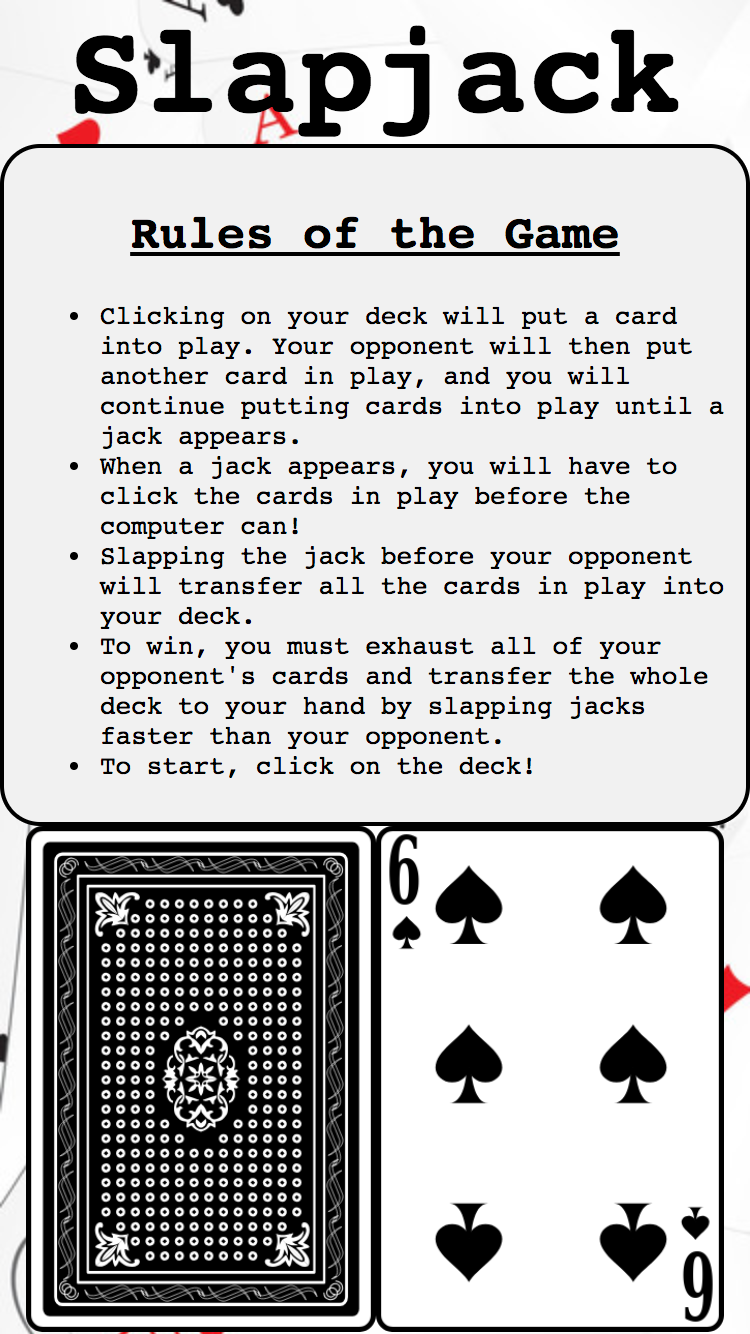 A
Slapjack
A
Rules of the Game
Clicking on your deck will put a card
into play. Your opponent will then put
another card in play, and you will
continue putting cards into play until a
jack appears.
When a jack appears, you will have to
click the cards in play before the
computer can!
Slapping the jack before your opponent
will transfer all the cards in play into
your deck.
To win, you must exhaust all of your
opponent's cards and transfer the whole
deck to your hand by slapping jacks
faster than your opponent.
To start, click on the deck!
6
6